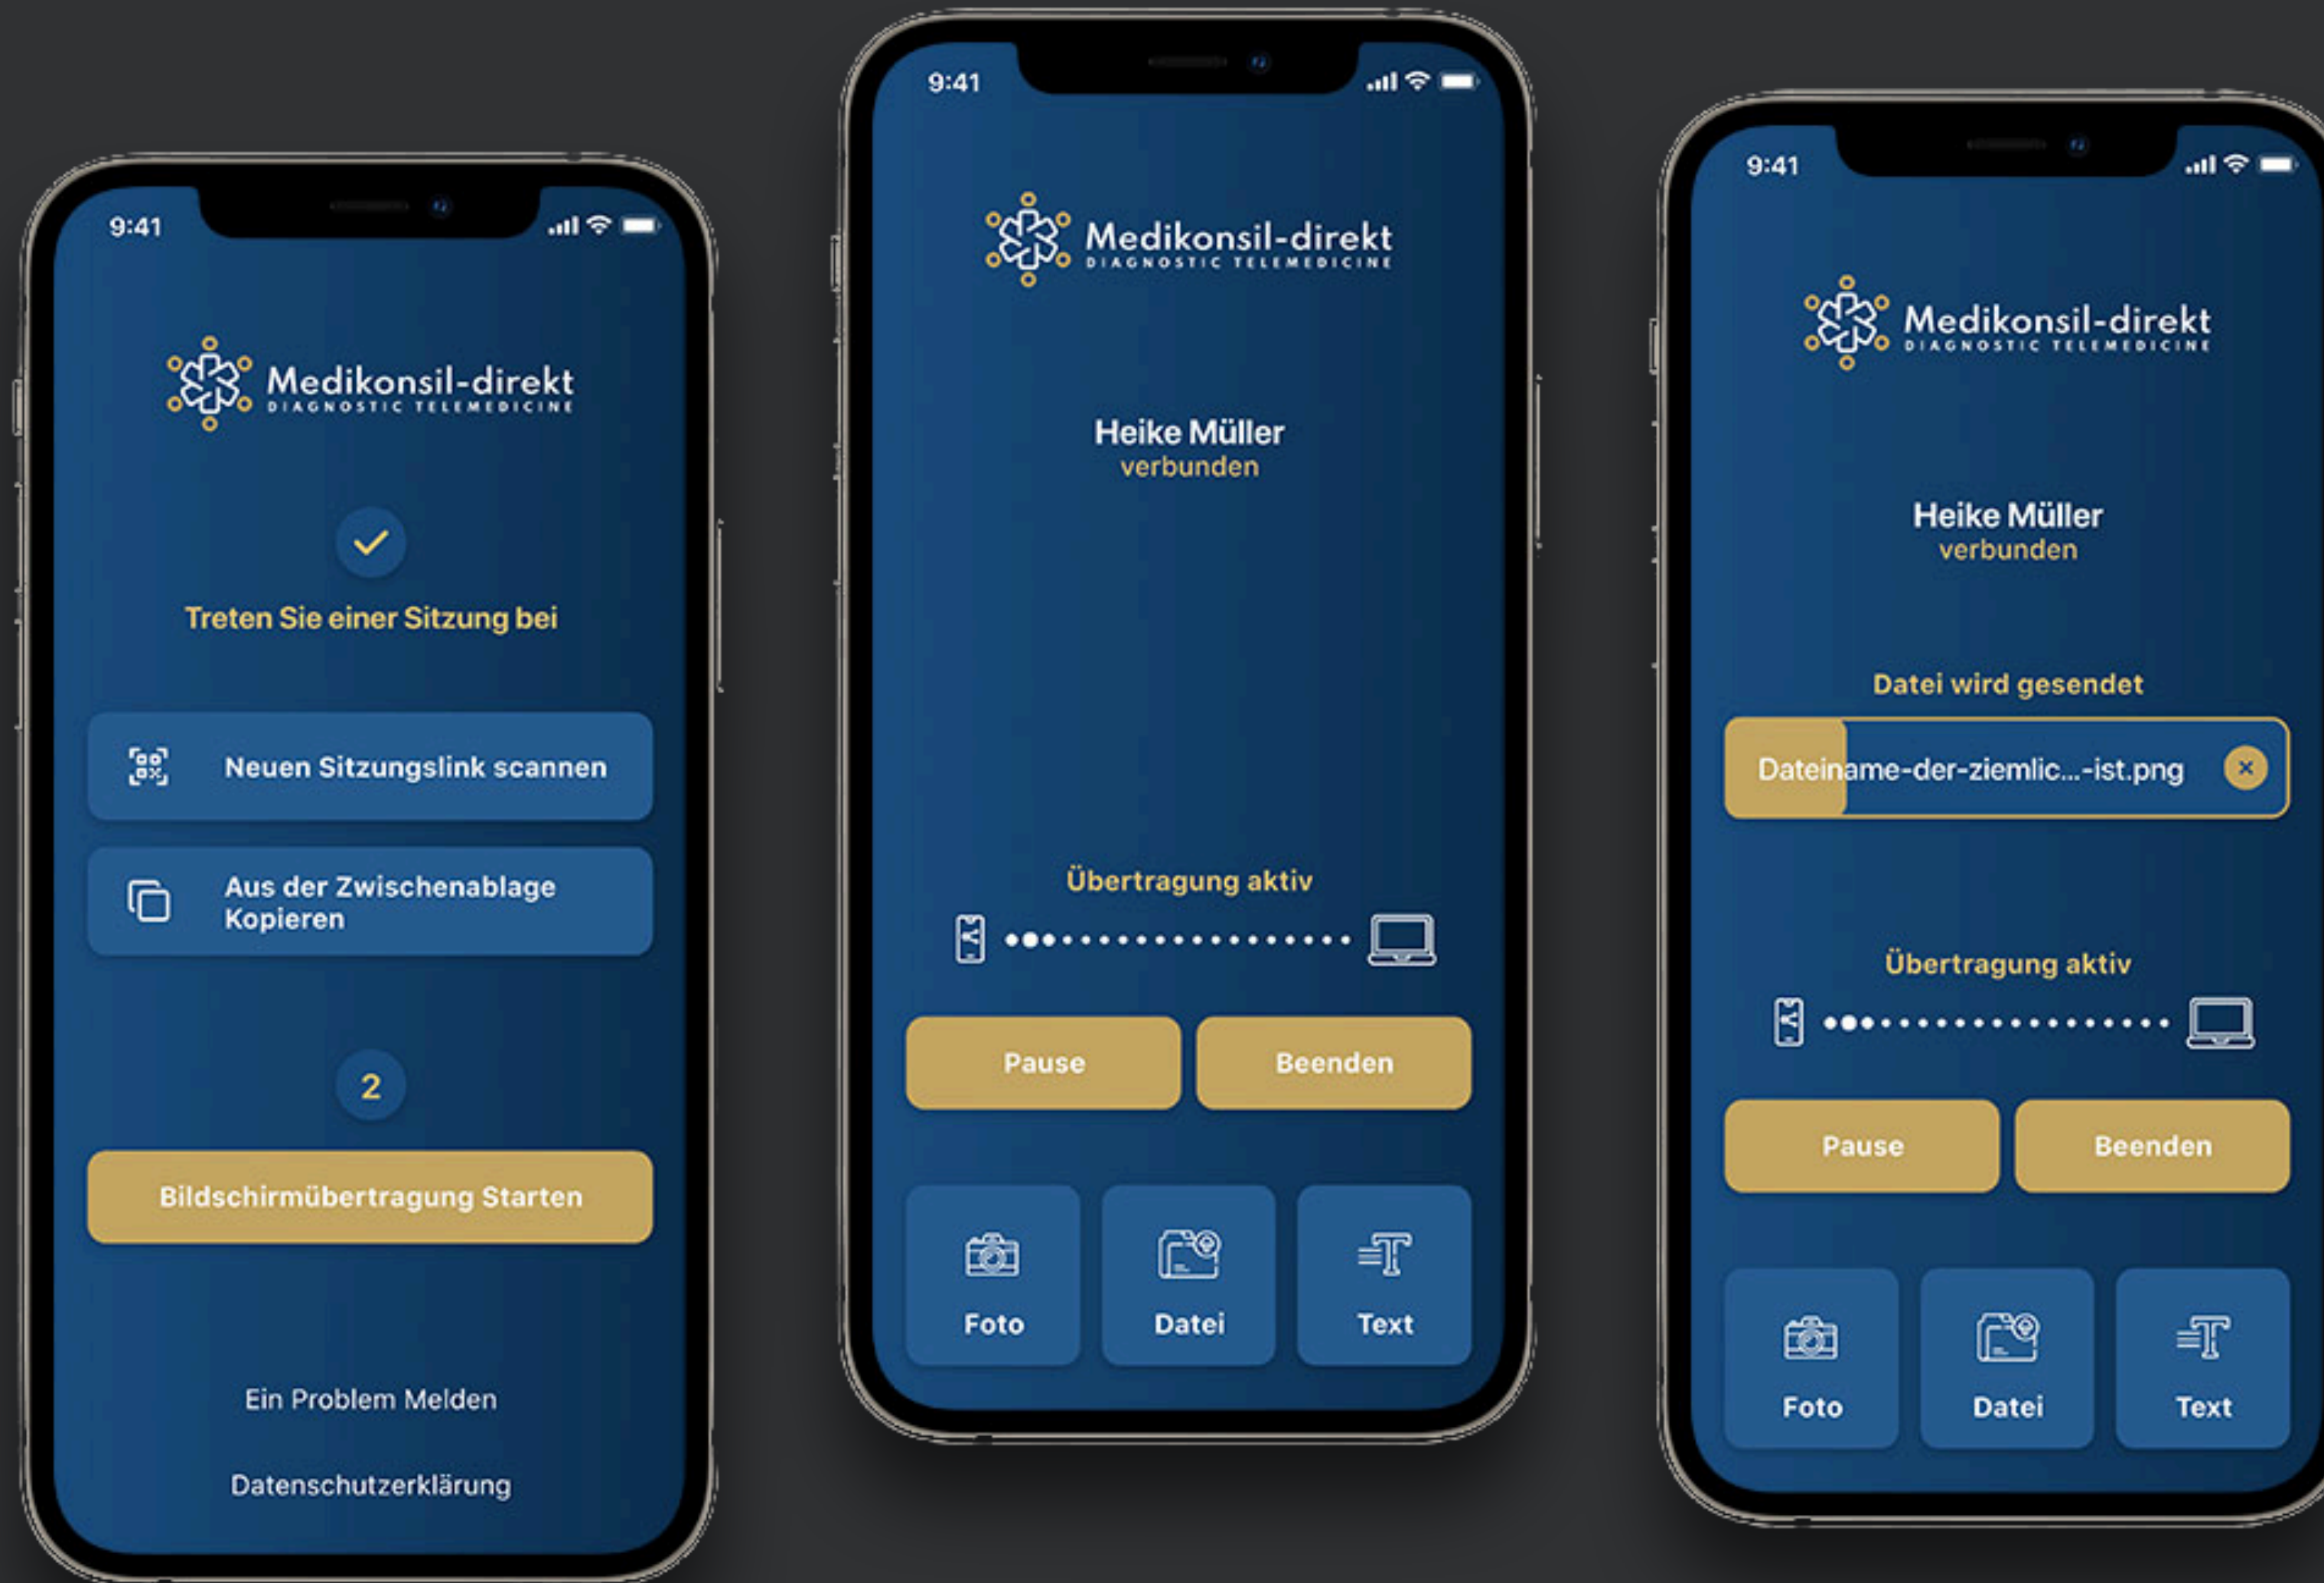 9:41
Medikonsil-direkt
DIAGNOSTIC TELEMEDICINE
Treten Sie einer Sitzung bei
Neuen Sitzungslink scannen
Aus der Zwischenablage
Kopieren
2
Bildschirmübertragung Starten
Ein Problem Melden
Datenschutzerklärung
9:41
Medikonsil-direkt
DIAGNOSTIC TELEMEDICINE
Heike Müller
verbunden
Übertragung aktiv
Pause
Beenden
Foto
Datei
Text
9:41
Medikonsil-direkt
DIAGNOSTIC TELEMEDICINE
Heike Müller
verbunden
Datei wird gesendet
Dateiname-der-ziemlic...-ist.png
Übertragung aktiv
Pause
Beenden
Foto
Datei
Text